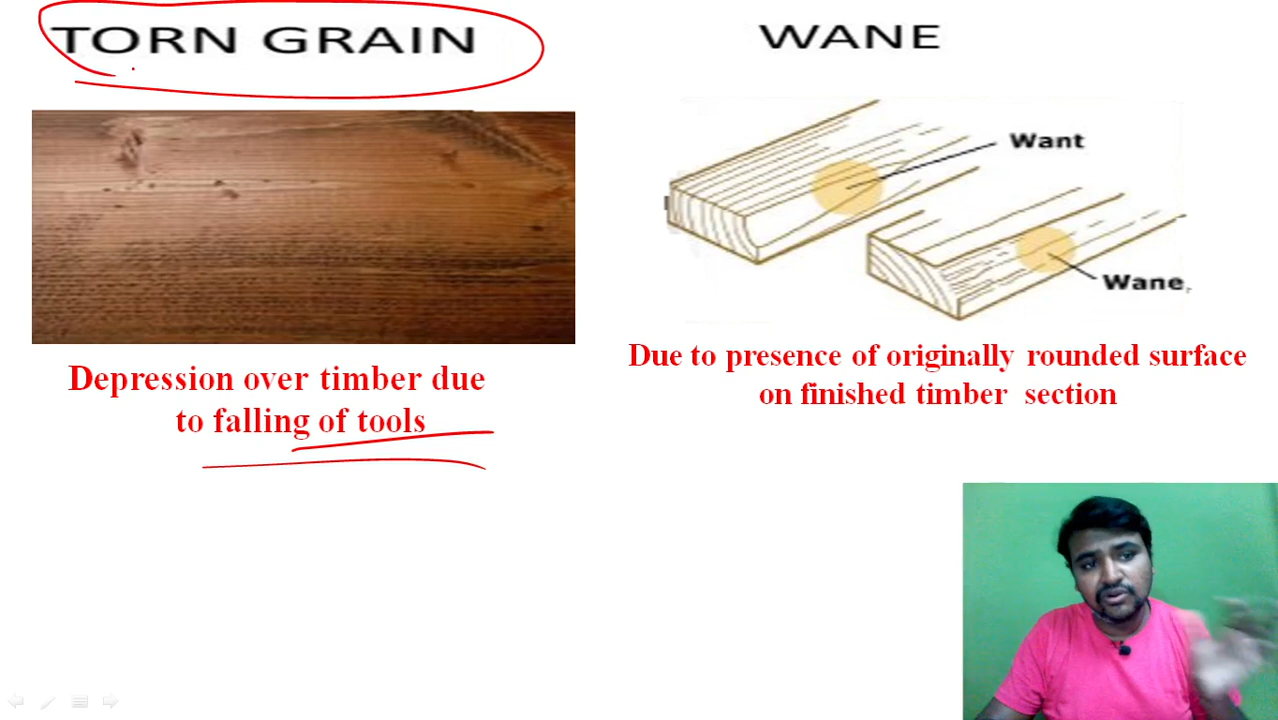 TORN GRAIN
WANE
Want
Wane,
Depression over timber due
to falling of tools
Due to presence of originally rounded surface
on finished timber section